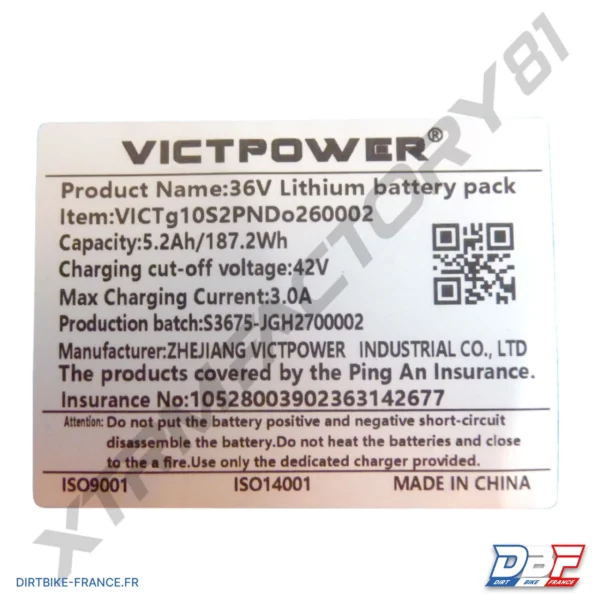 VICTPOWER®
Product Name:36V Lithium battery pack
Item:VICTg10S2PNDo260002
Capacity:5.2Ah/187.2Wh
Charging cut-off voltage:42V
Max Charging Current:3.0A
Production batch:S3675-JGH2700002
Manufacturer:ZHEJIANG VICTPOWER INDUSTRIAL CO., LTD
The products covered by the Ping An Insurance.
Insurance No:10528003902363142677
Attention: Do not put the battery positive and negative short-circuit
disassemble the battery.Do not heat the batteries and close
to the a fire.Use only the dedicated charger provided.
ISO9001 ISO14001 MADE IN CHINA
XTRMFACTORY81
DIRTBIKE-FRANCE.FR
DBF
DIRT BIKE FRANCE